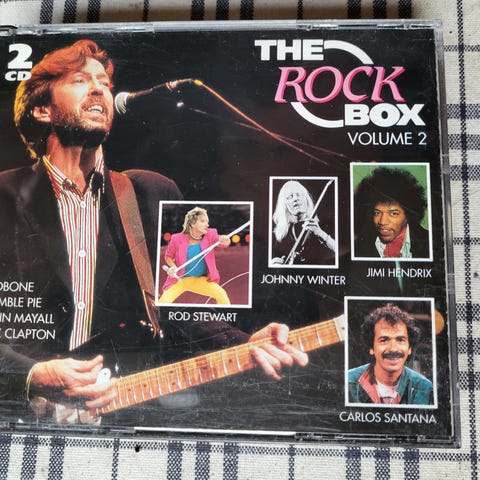 2
CD
THE
ROCK
BOX
VOLUME 2
ROD STEWART
JOHNNY WINTER
JIMI HENDRIX
CARLOS SANTANA
DBONE
MBLE PIE
N MAYALL
CLAPTON